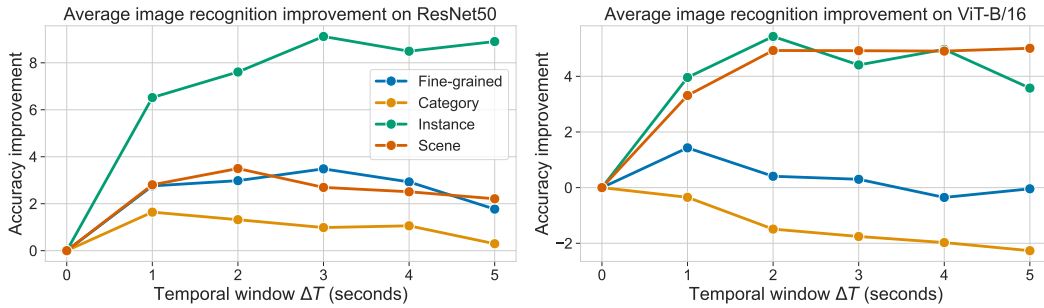 Average image recognition improvement on ResNet50
Accuracy improvement
8
6
4
2
0
Fine-grained
Category
Instance
Scene
0 1 2 3 4 5
Temporal window ΔT (seconds)
Average image recognition improvement on ViT-B/16
Accuracy improvement
4
2
0
−2
0 1 2 3 4 5
Temporal window ΔT (seconds)